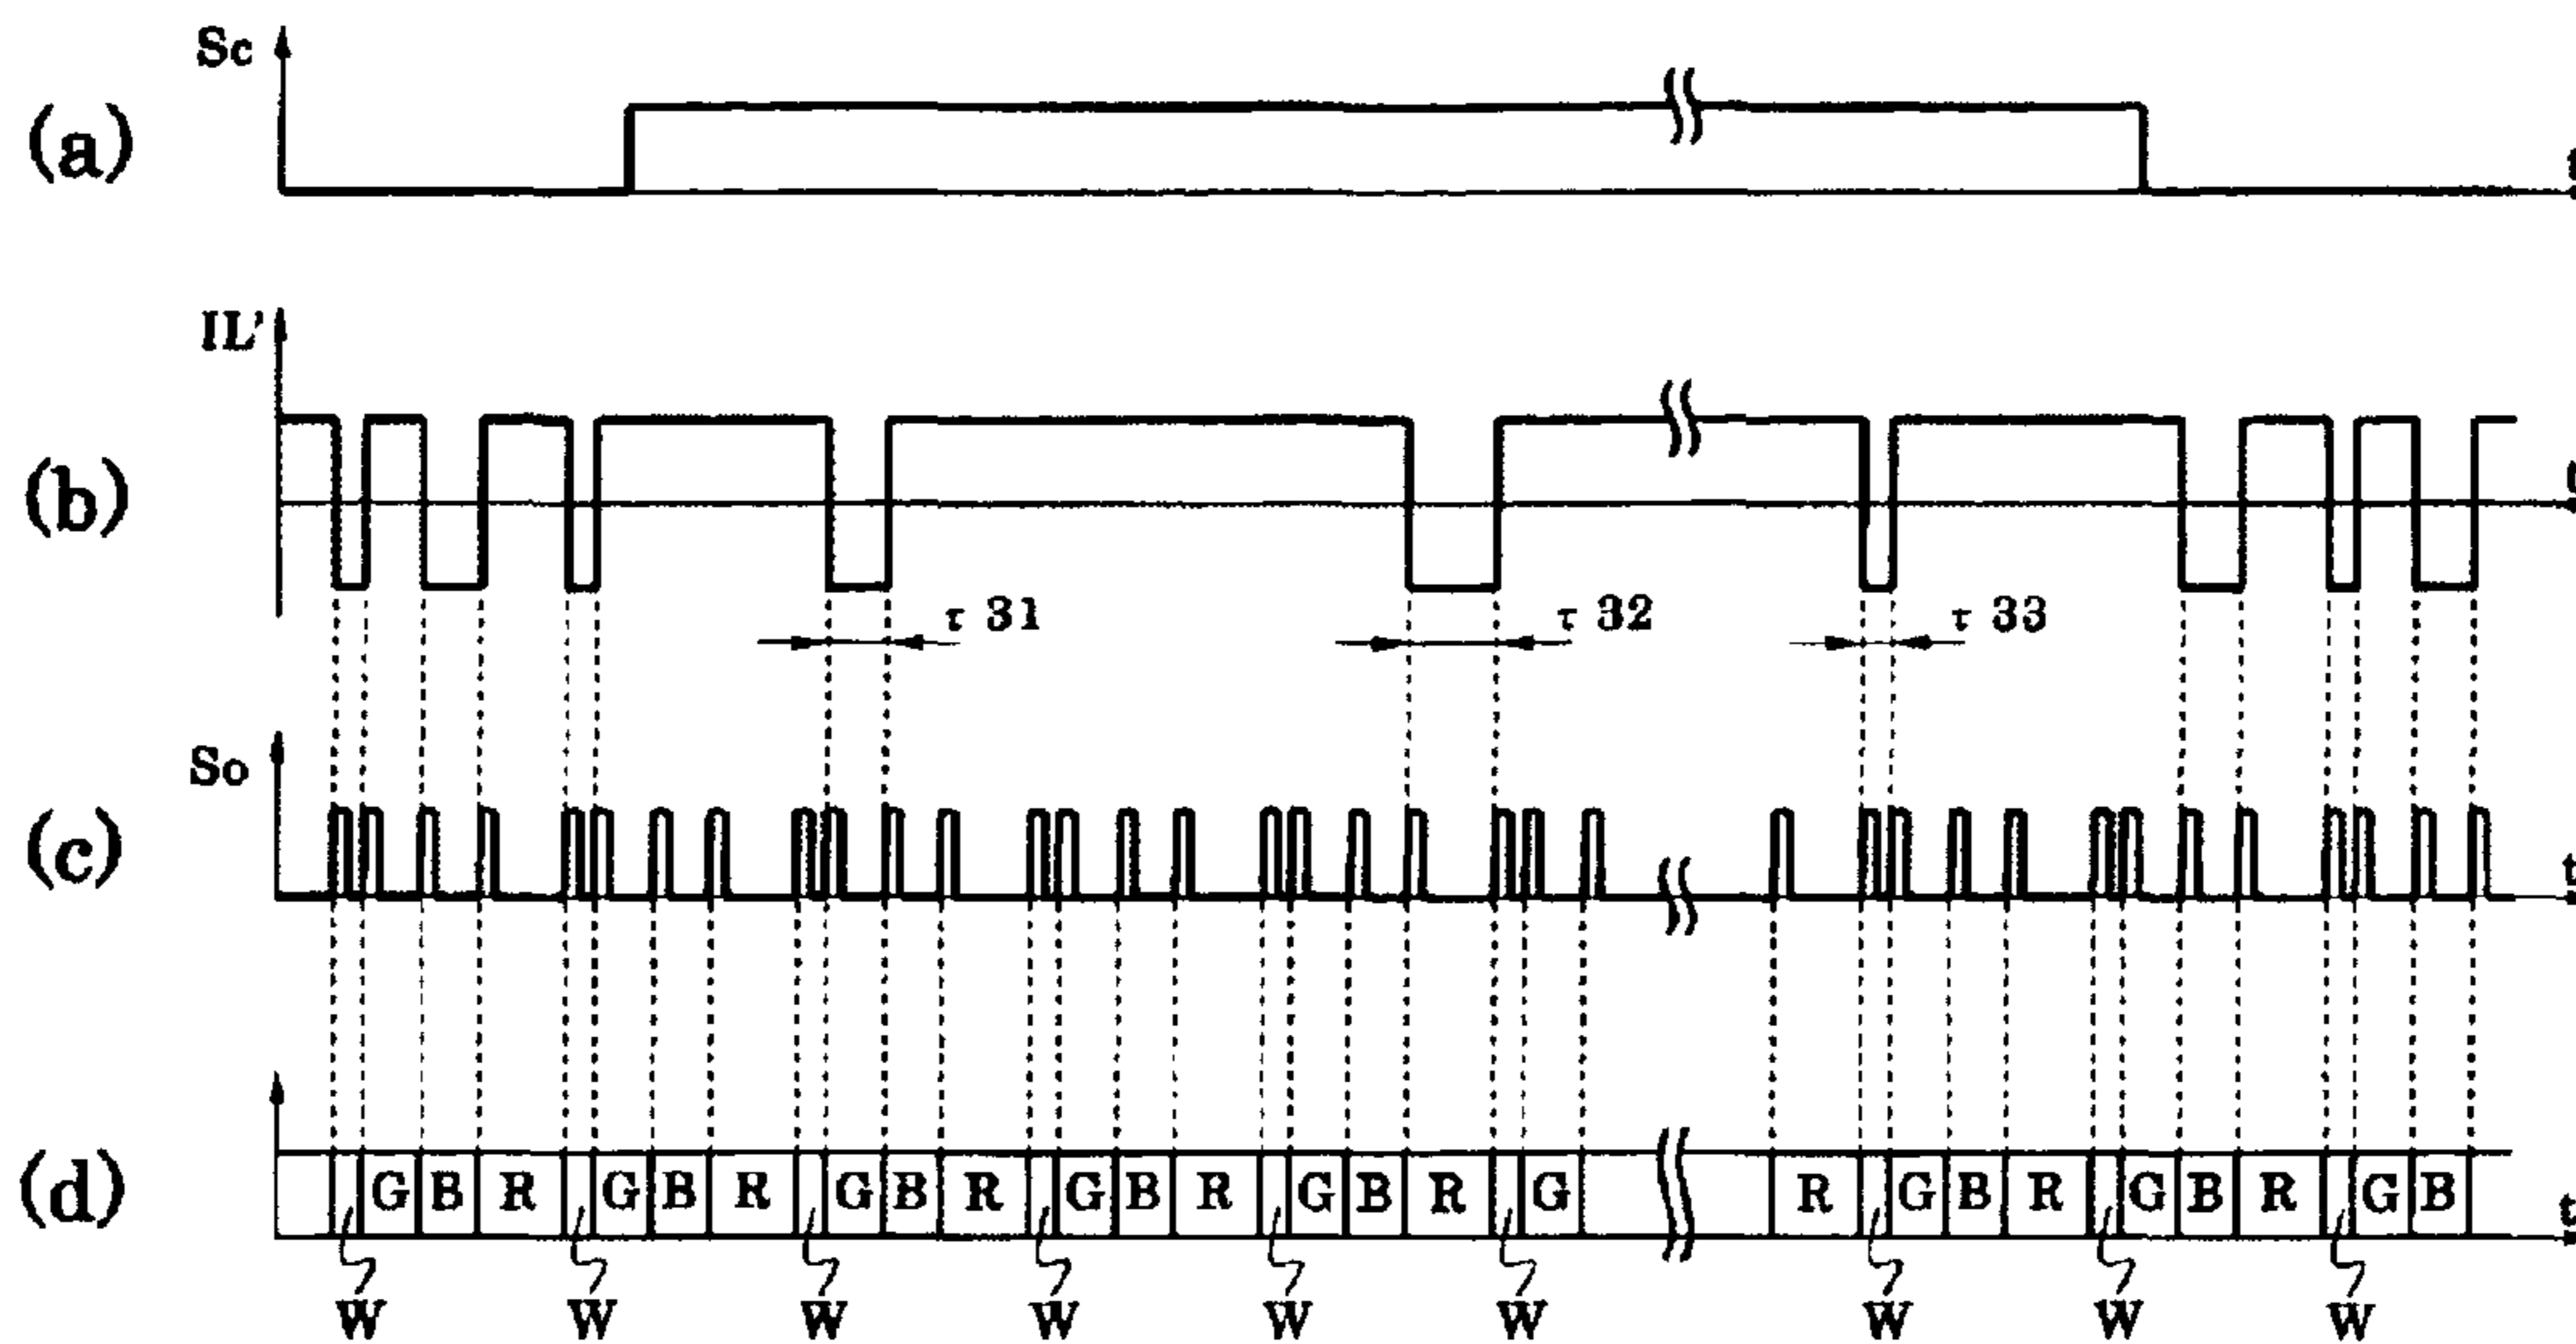 Sc
(a)
t
IL'
(b)
t
τ 31
τ 32
τ 33
So
(c)
t
(d)
G B R G B R G B R G B R G B R G R G B R G B R G B
t
W W W W W W W W W